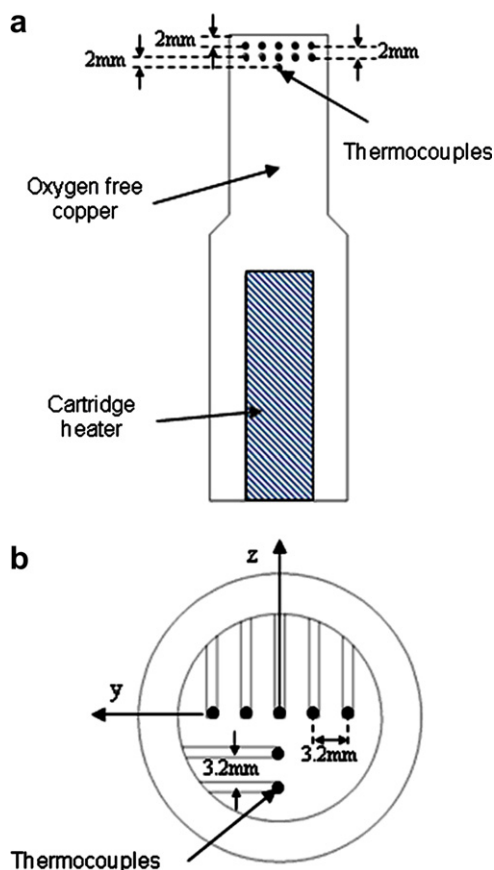 a
2mm
2mm
2mm
Thermocouples
Oxygen free
copper
Cartridge
heater
b
z
y
3.2mm
3.2mm
Thermocouples